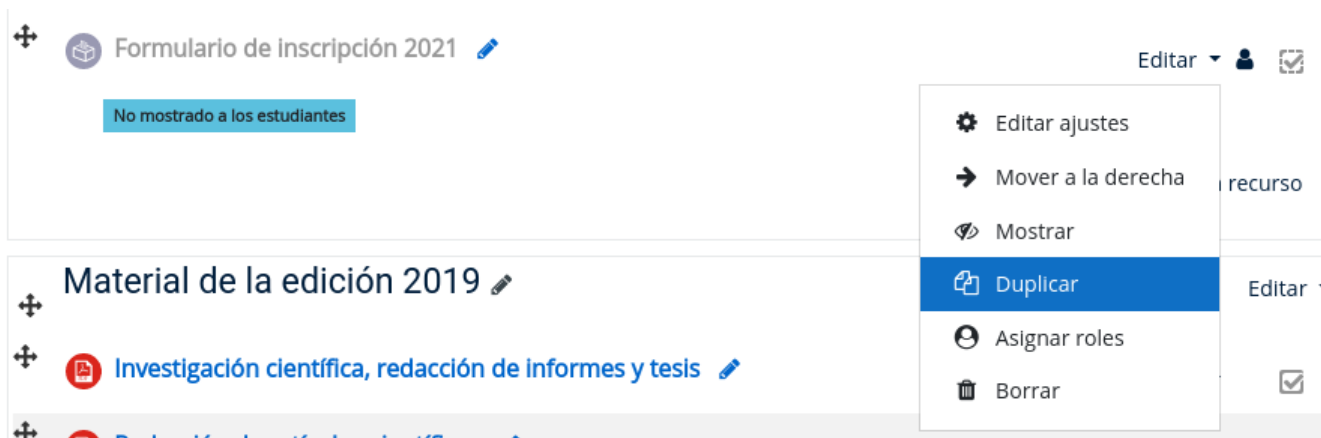 Formulario de inscripción 2021
Editar
No mostrado a los estudiantes
Editar ajustes
Mover a la derecha
recurso
Mostrar
Material de la edición 2019
Duplicar
Editar
Asignar roles
Investigación científica, redacción de informes y tesis
Borrar